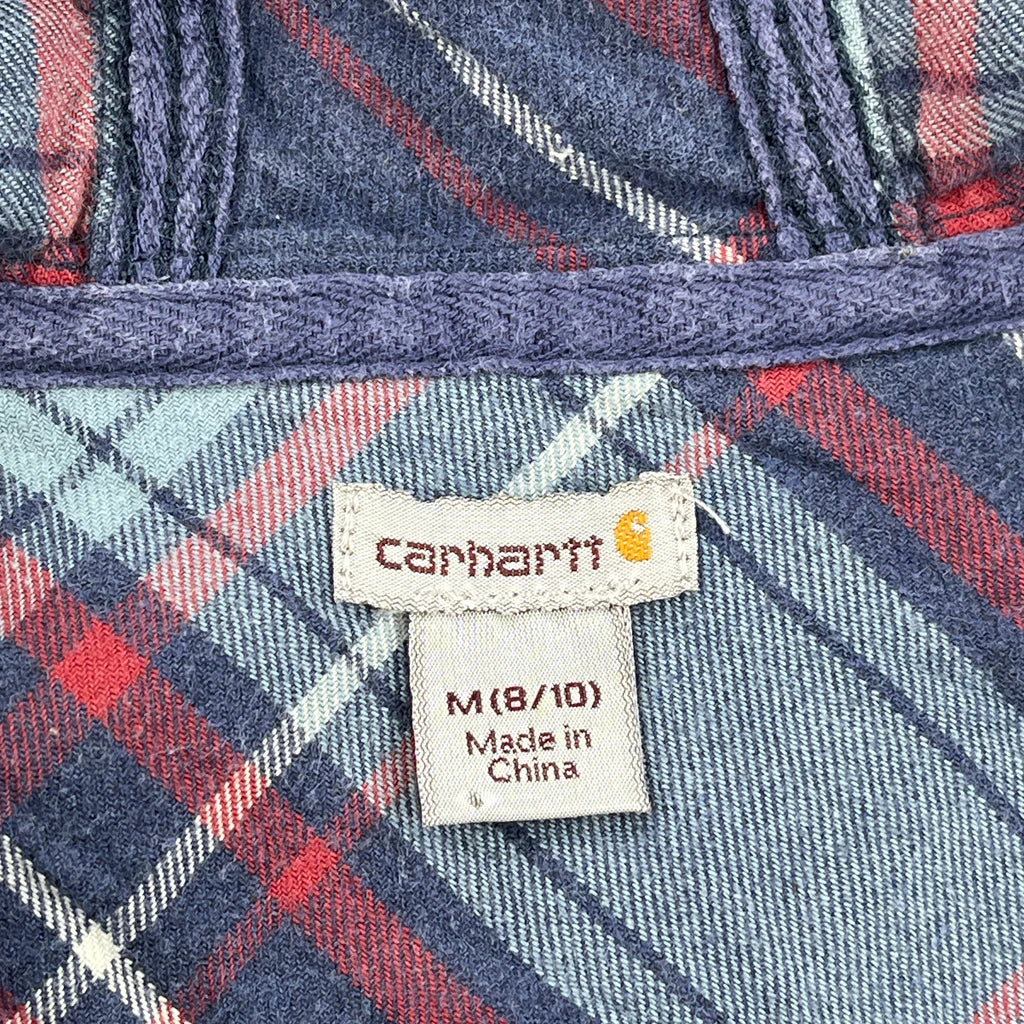 carhartt
M (8/10)
Made in
China